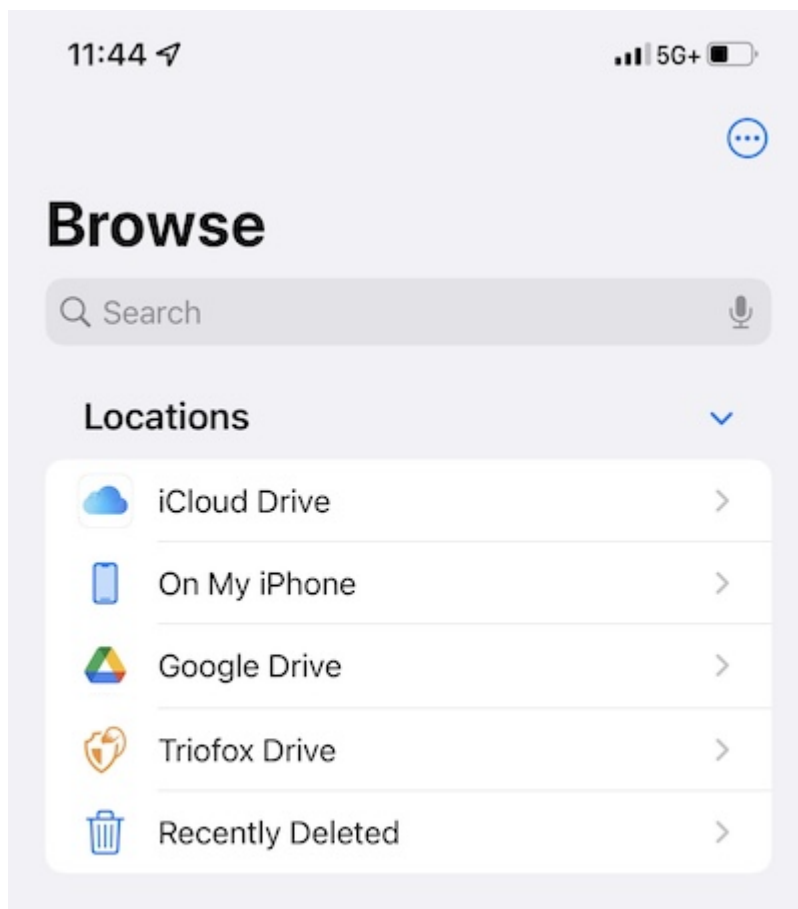 11:44 5G+
Browse
Search
Locations
iCloud Drive
On My iPhone
Google Drive
Triofox Drive
Recently Deleted